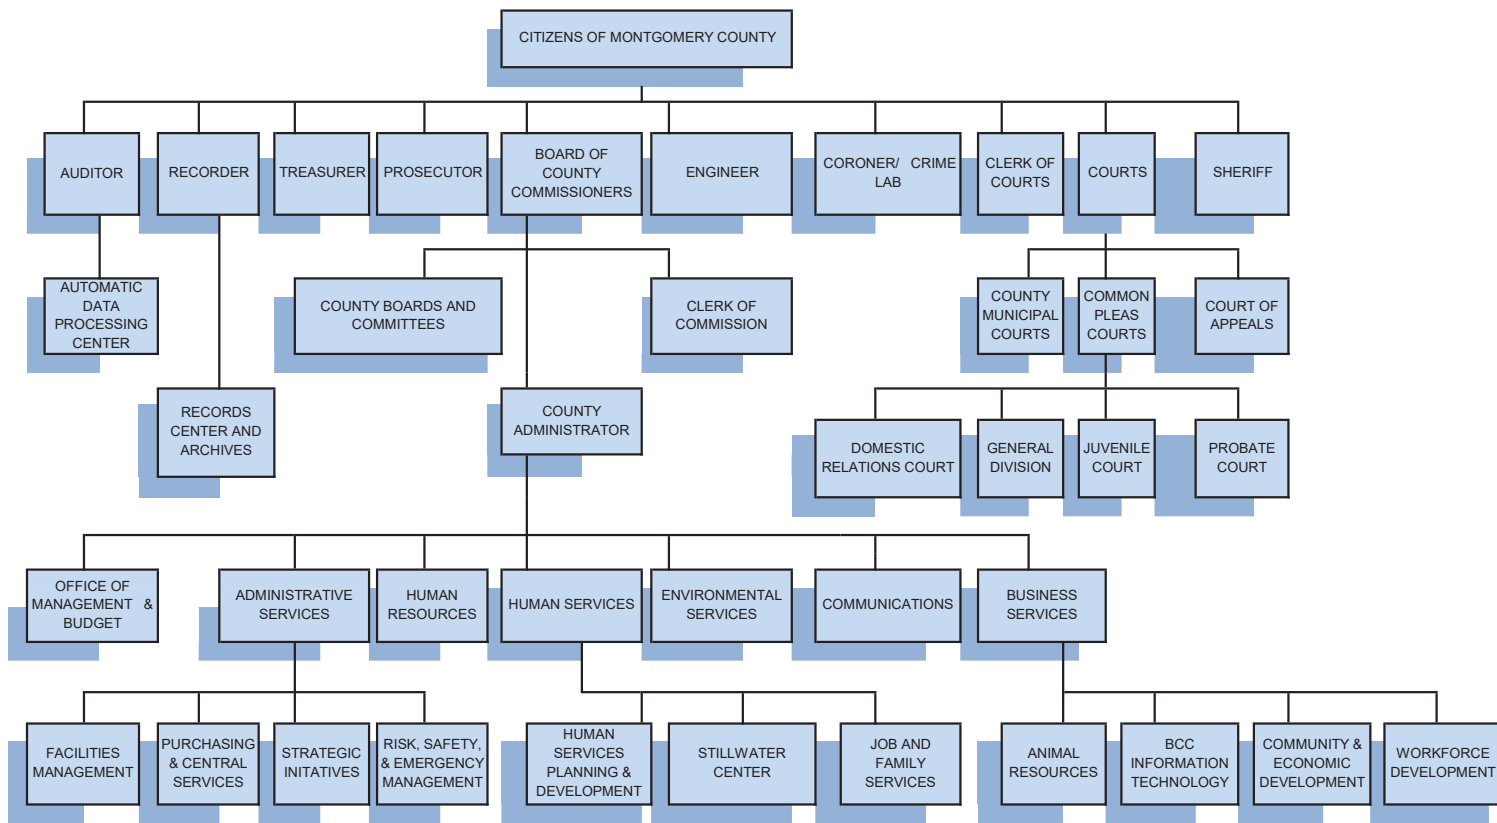 CITIZENS OF MONTGOMERY COUNTY
AUDITOR
RECORDER
TREASURER
PROSECUTOR
BOARD OF
COUNTY
COMMISSIONERS
ENGINEER
CORONER/ CRIME
LAB
CLERK OF
COURTS
COURTS
SHERIFF
AUTOMATIC
DATA
PROCESSING
CENTER
COUNTY BOARDS AND
COMMITTEES
CLERK OF
COMMISSION
COUNTY
MUNICIPAL
COURTS
COMMON
PLEAS
COURTS
COURT OF
APPEALS
RECORDS
CENTER AND
ARCHIVES
COUNTY
ADMINISTRATOR
DOMESTIC
RELATIONS COURT
GENERAL
DIVISION
JUVENILE
COURT
PROBATE
COURT
OFFICE OF
MANAGEMENT &
BUDGET
ADMINISTRATIVE
SERVICES
HUMAN
RESOURCES
HUMAN SERVICES
ENVIRONMENTAL
SERVICES
COMMUNICATIONS
BUSINESS
SERVICES
FACILITIES
MANAGEMENT
PURCHASING
& CENTRAL
SERVICES
STRATEGIC
INITATIVES
RISK, SAFETY,
& EMERGENCY
MANAGEMENT
HUMAN
SERVICES
PLANNING &
DEVELOPMENT
STILLWATER
CENTER
JOB AND
FAMILY
SERVICES
ANIMAL
RESOURCES
BCC
INFORMATION
TECHNOLOGY
COMMUNITY &
ECONOMIC
DEVELOPMENT
WORKFORCE
DEVELOPMENT